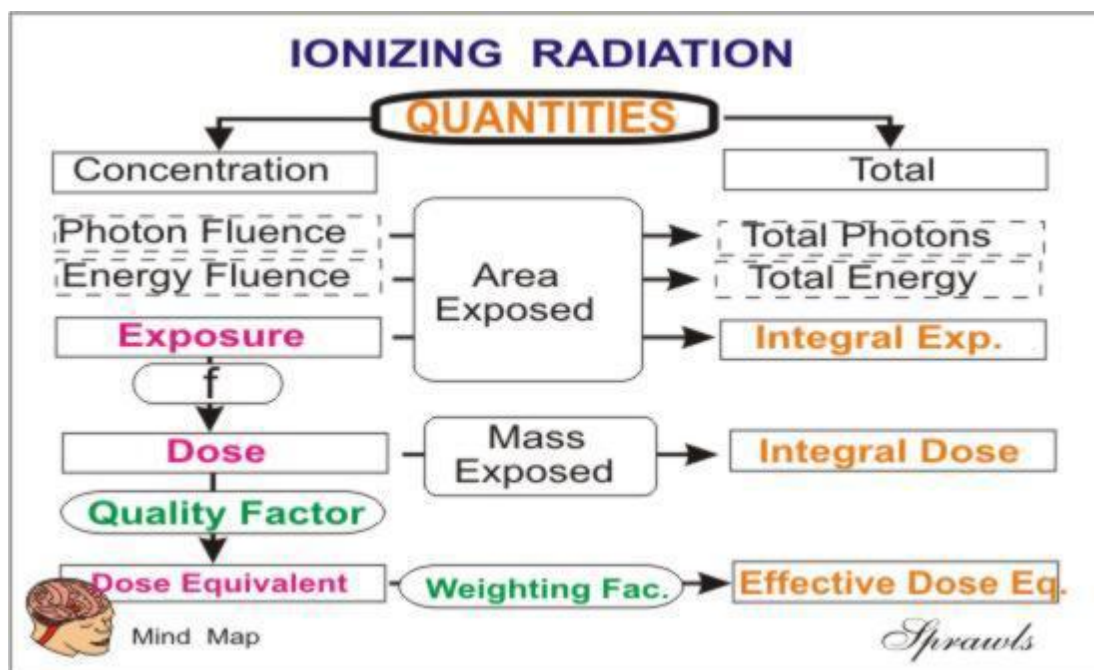 IONIZING RADIATION
QUANTITIES
Concentration
Total
Photon Fluence
Total Photons
Energy Fluence
Area
Exposed
Total Energy
Exposure
Integral Exp.
f
Dose
Mass
Exposed
Integral Dose
Quality Factor
Dose Equivalent
Weighting Fac.
Effective Dose Eq.
Mind Map
Sprawls